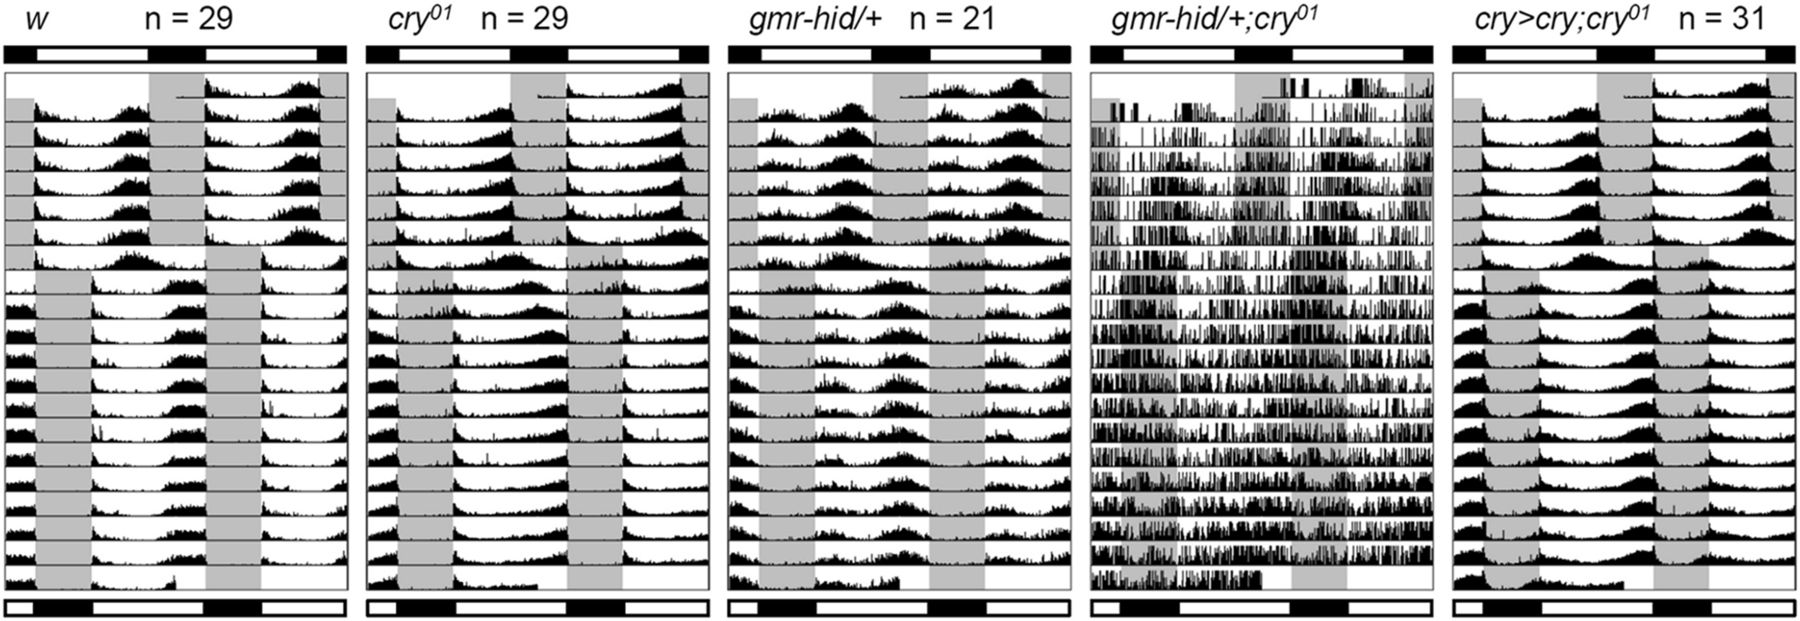 w n = 29 cry01 n = 29 gmr-hid/+ n = 21 gmr-hid/+;cry01 cry>cry;cry01 n = 31